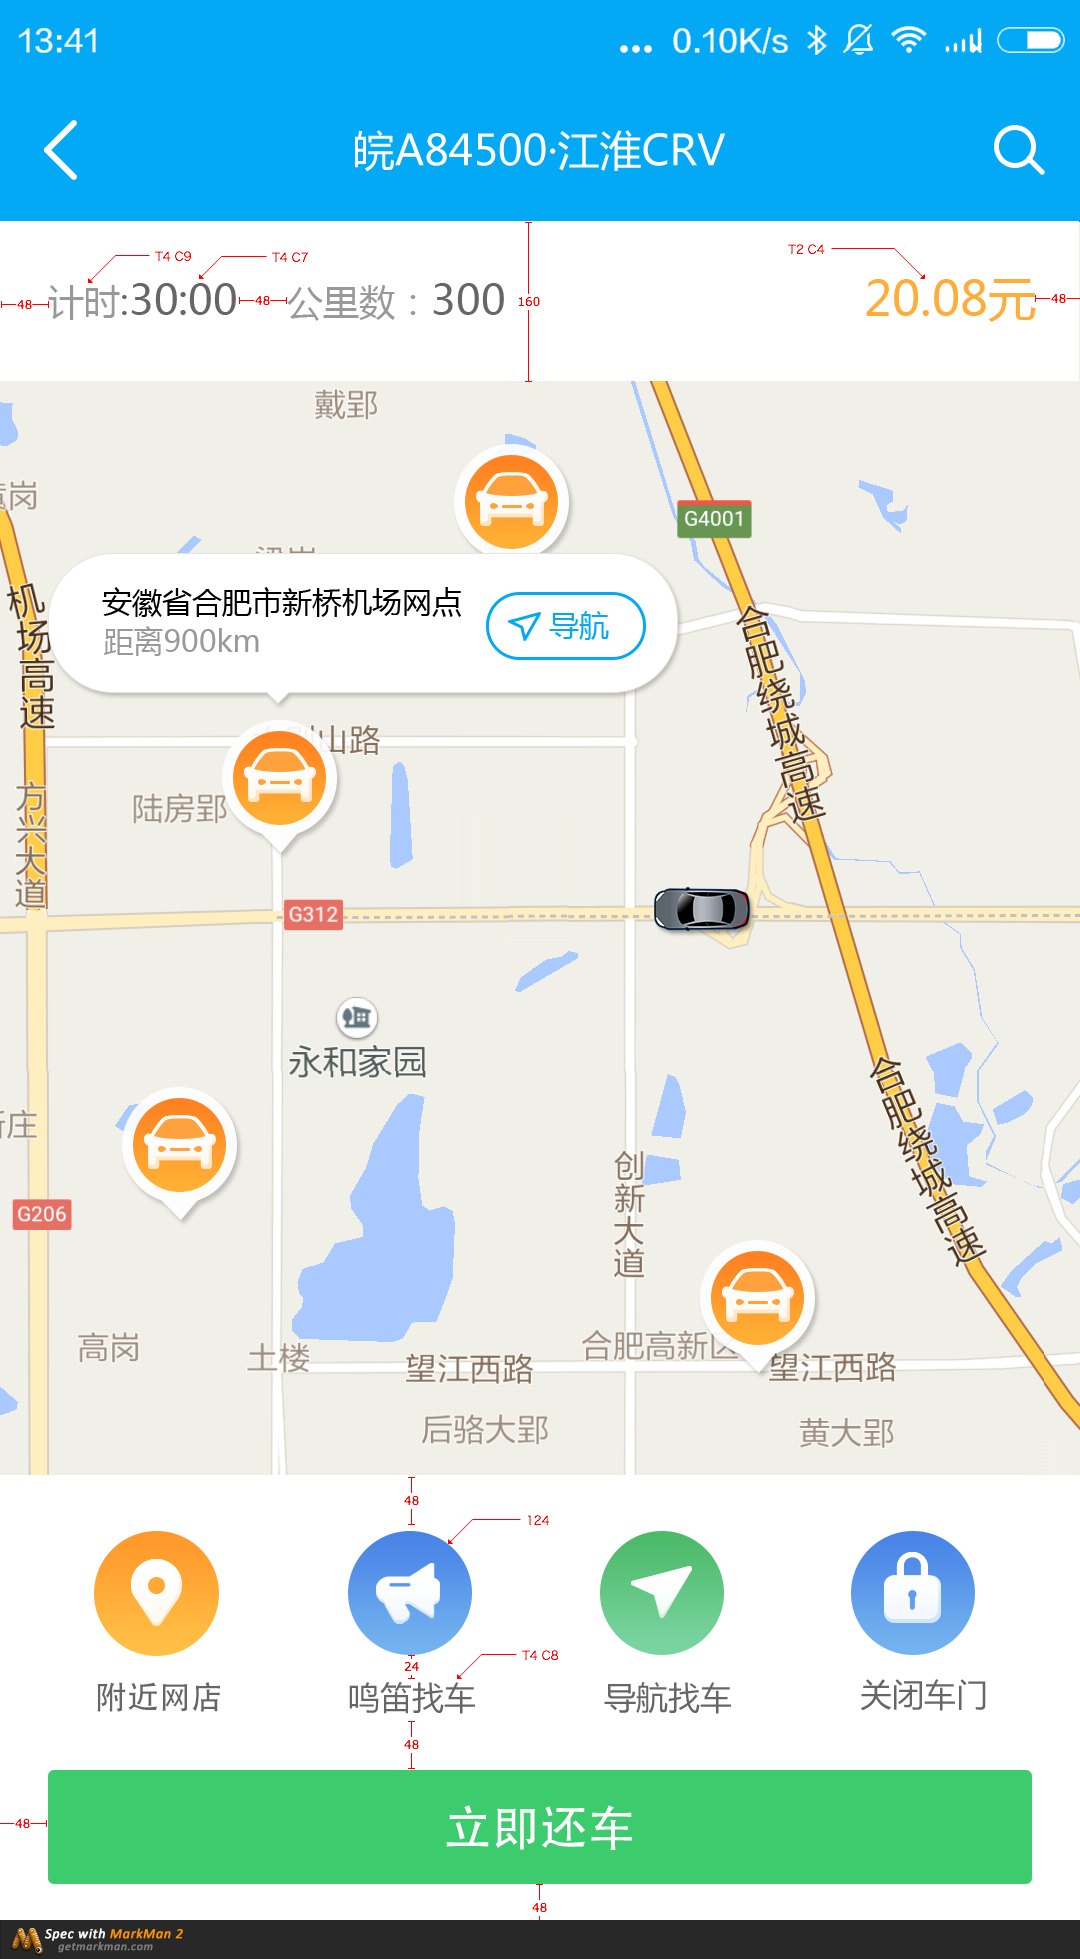 13:41
... 0.10K/s
皖A84500·江淮CRV
T4 C9
T4 C7
T2 C4
48
计时:30:00
48
公里数：300
160
20.08元
48
戴郢
岗
G4001
机场高速
安徽省合肥市新桥机场网点
距离900km
导航
合肥绕城高速
山路
方兴大道
陆房郢
G312
永和家园
合肥绕城高速
庄
G206
创新大道
高岗
土楼
望江西路
合肥高新区
望江西路
后骆大郢
黄大郢
48
124
24
T4 C8
附近网店
鸣笛找车
导航找车
关闭车门
48
48
立即还车
48
Spec with MarkMan 2
getmarkman.com